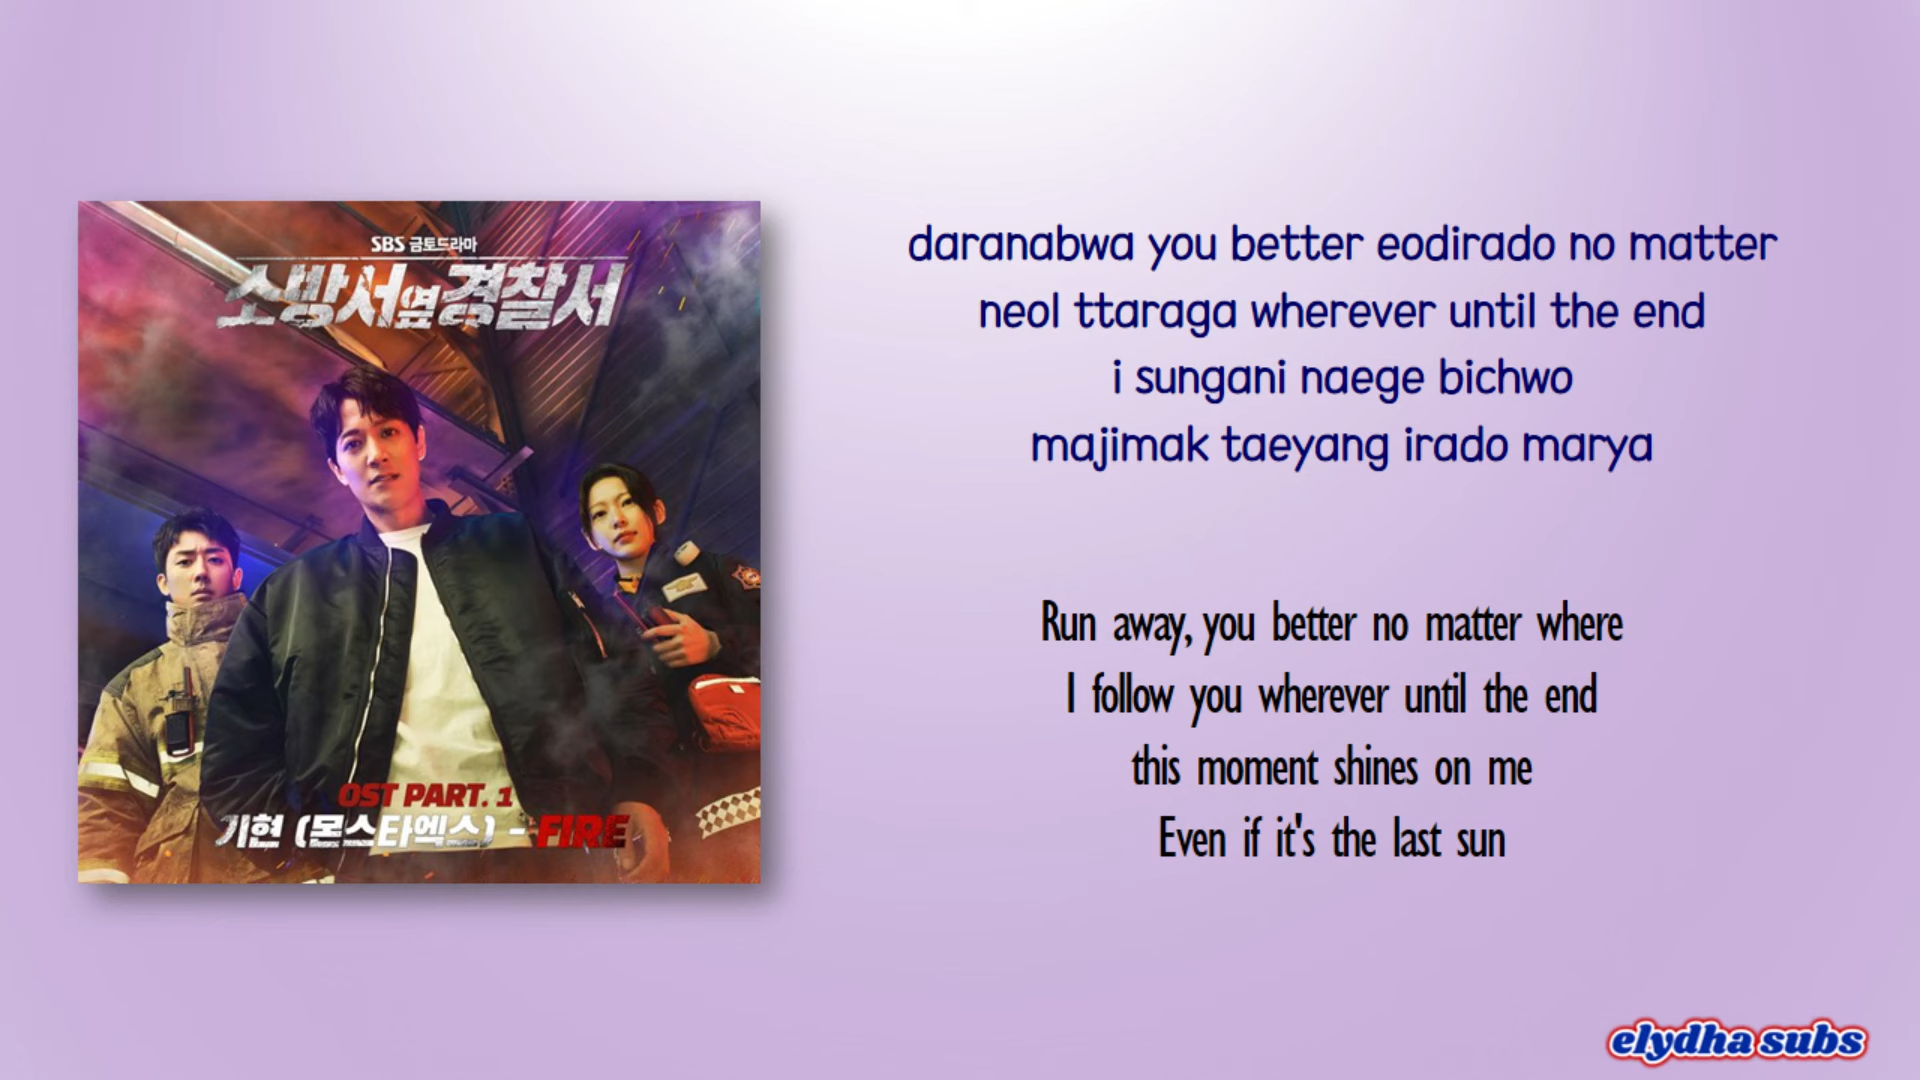 SBS 금토드라마
소방서옆경찰서
OST PART. 1
기현 (몬스타엑스) - FIRE
daranabwa you better eodirado no matter
neol ttaraga wherever until the end
i sungani naege bichwo
majimak taeyang irado marya
Run away, you better no matter where
I follow you wherever until the end
this moment shines on me
Even if it's the last sun
elydha subs